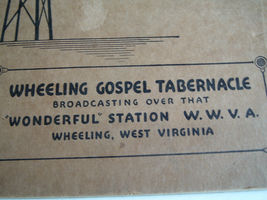 WHEELING GOSPEL TABERNACLE
BROADCASTING OVER THAT
"WONDERFUL" STATION W. W. V. A.
WHEELING, WEST VIRGINIA